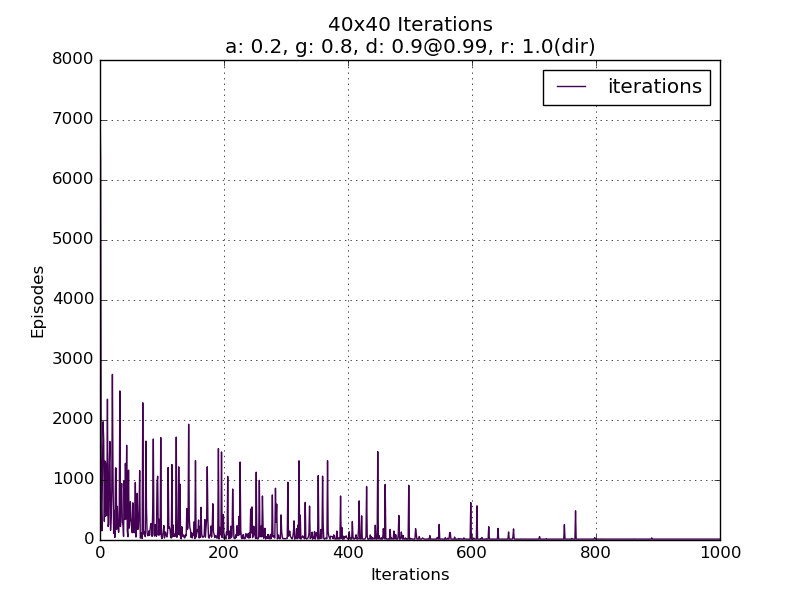 40x40 Iterations
a: 0.2, g: 0.8, d: 0.9@0.99, r: 1.0(dir)
iterations
8000
7000
6000
5000
4000
3000
2000
1000
0
Episodes
0 200 400 600 800 1000
Iterations